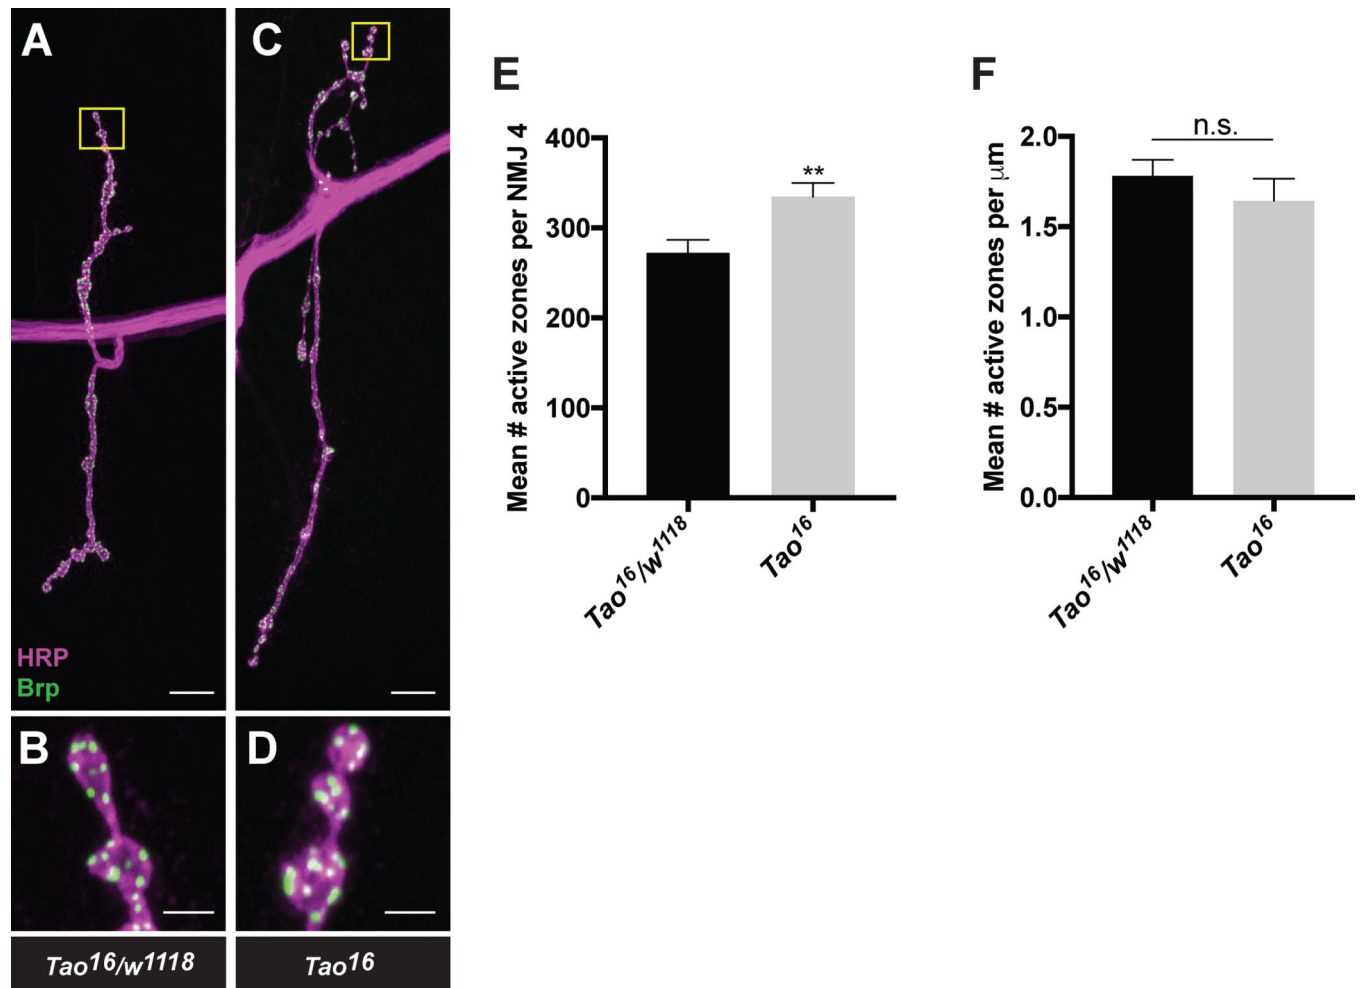 A
C
HRP
Brp
B
D
Tao16/w1118
Tao16
E
Mean # active zones per NMJ 4
400
300
200
100
0
**
Tao16/w1118
Tao16
F
Mean # active zones per μm
2.0
1.5
1.0
0.5
0.0
n.s.
Tao16/w1118
Tao16